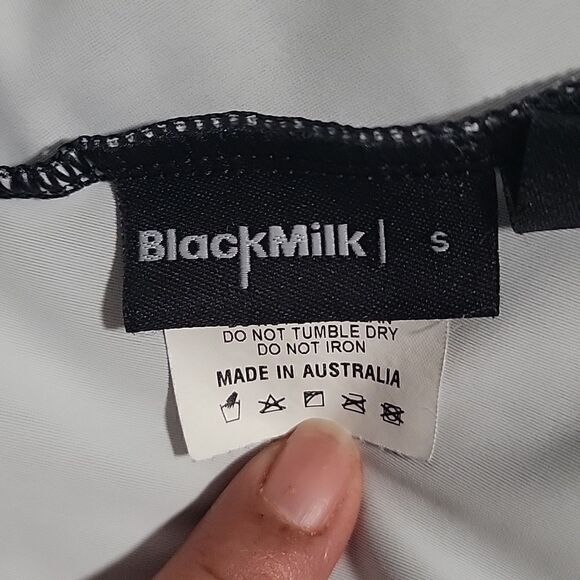 BlackMilk| S
DO NOT TUMBLE DRY
DO NOT IRON
MADE IN AUSTRALIA